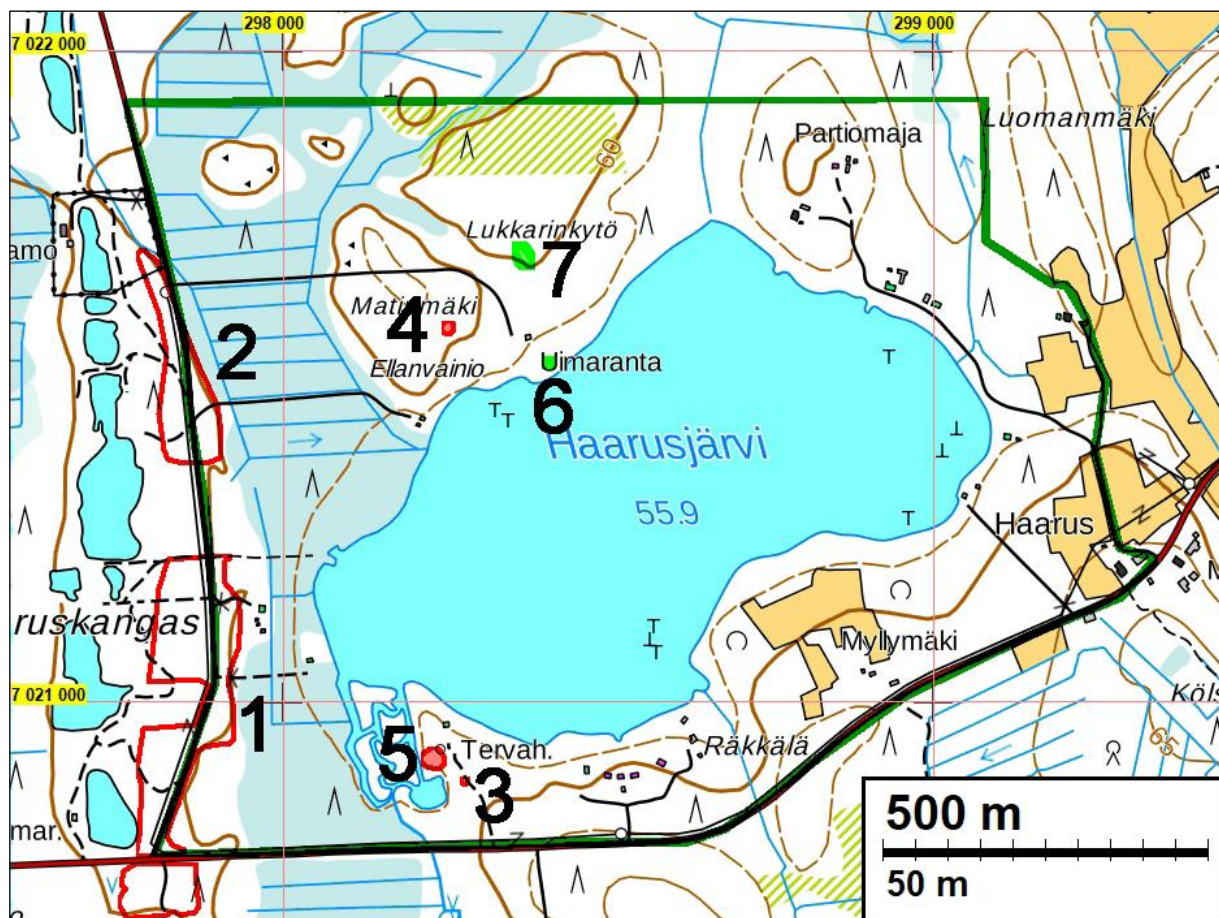 298 000
299 000
7 022 000
Luomanmäki
Partiomaja
60
Lukkarinkytö
7
amo
Matinmäki
4
2
Ellanvainio
Uimaranta
6
Haarusjärvi
55.9
Haarus
M
ruskangas
Myllymäki
7 021 000
Köls
1
5
Tervah.
Räkkälä
65
3
mar.
500 m
50 m